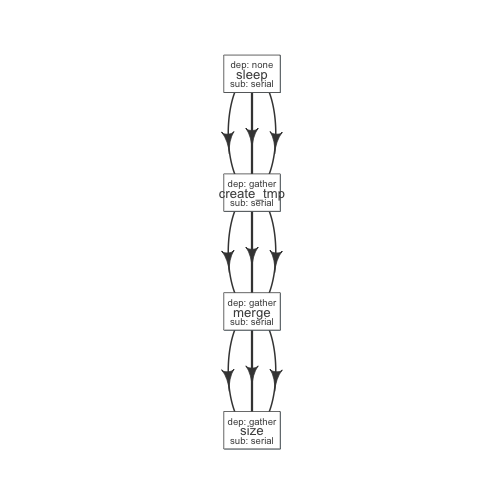 dep: none
sleep
sub: serial
dep: gather
create_tmp
sub: serial
dep: gather
merge
sub: serial
dep: gather
size
sub: serial